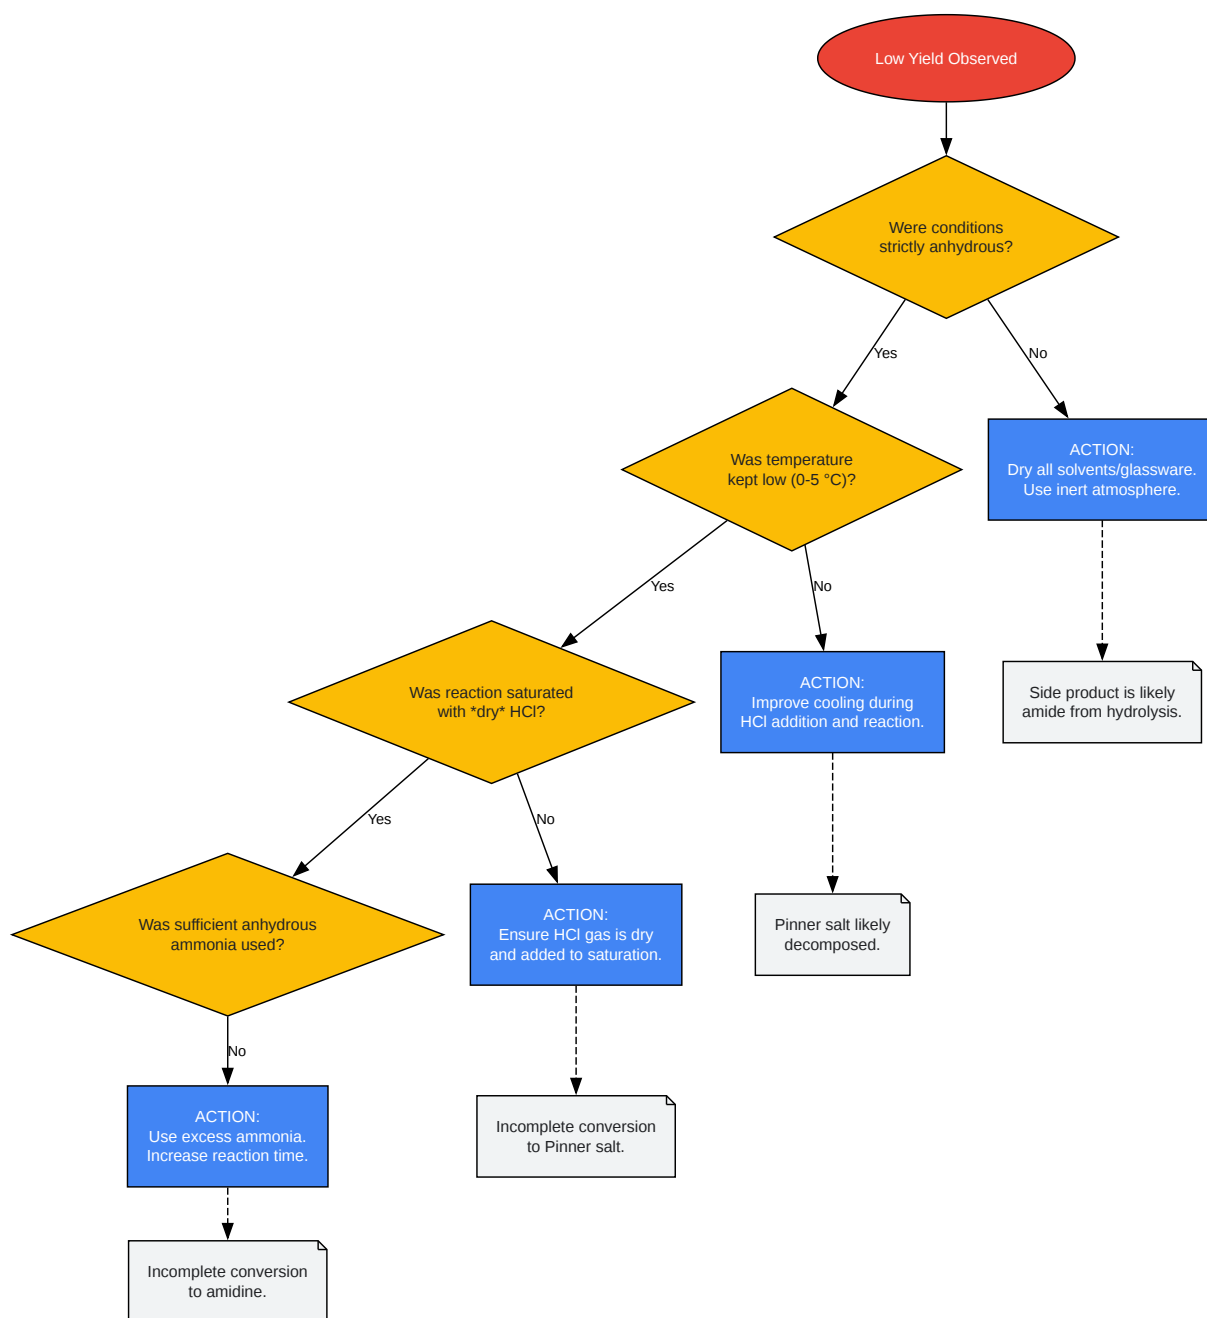 Low Yield Observed
Were conditions
strictly anhydrous?
Yes
No
Was temperature
kept low (0-5 °C)?
ACTION:
Dry all solvents/glassware.
Use inert atmosphere.
Yes
No
Was reaction saturated
with *dry* HCl?
ACTION:
Improve cooling during
HCl addition and reaction.
Side product is likely
amide from hydrolysis.
Yes
No
Was sufficient anhydrous
ammonia used?
ACTION:
Ensure HCl gas is dry
and added to saturation.
Pinner salt likely
decomposed.
No
ACTION:
Use excess ammonia.
Increase reaction time.
Incomplete conversion
to Pinner salt.
Incomplete conversion
to amidine.